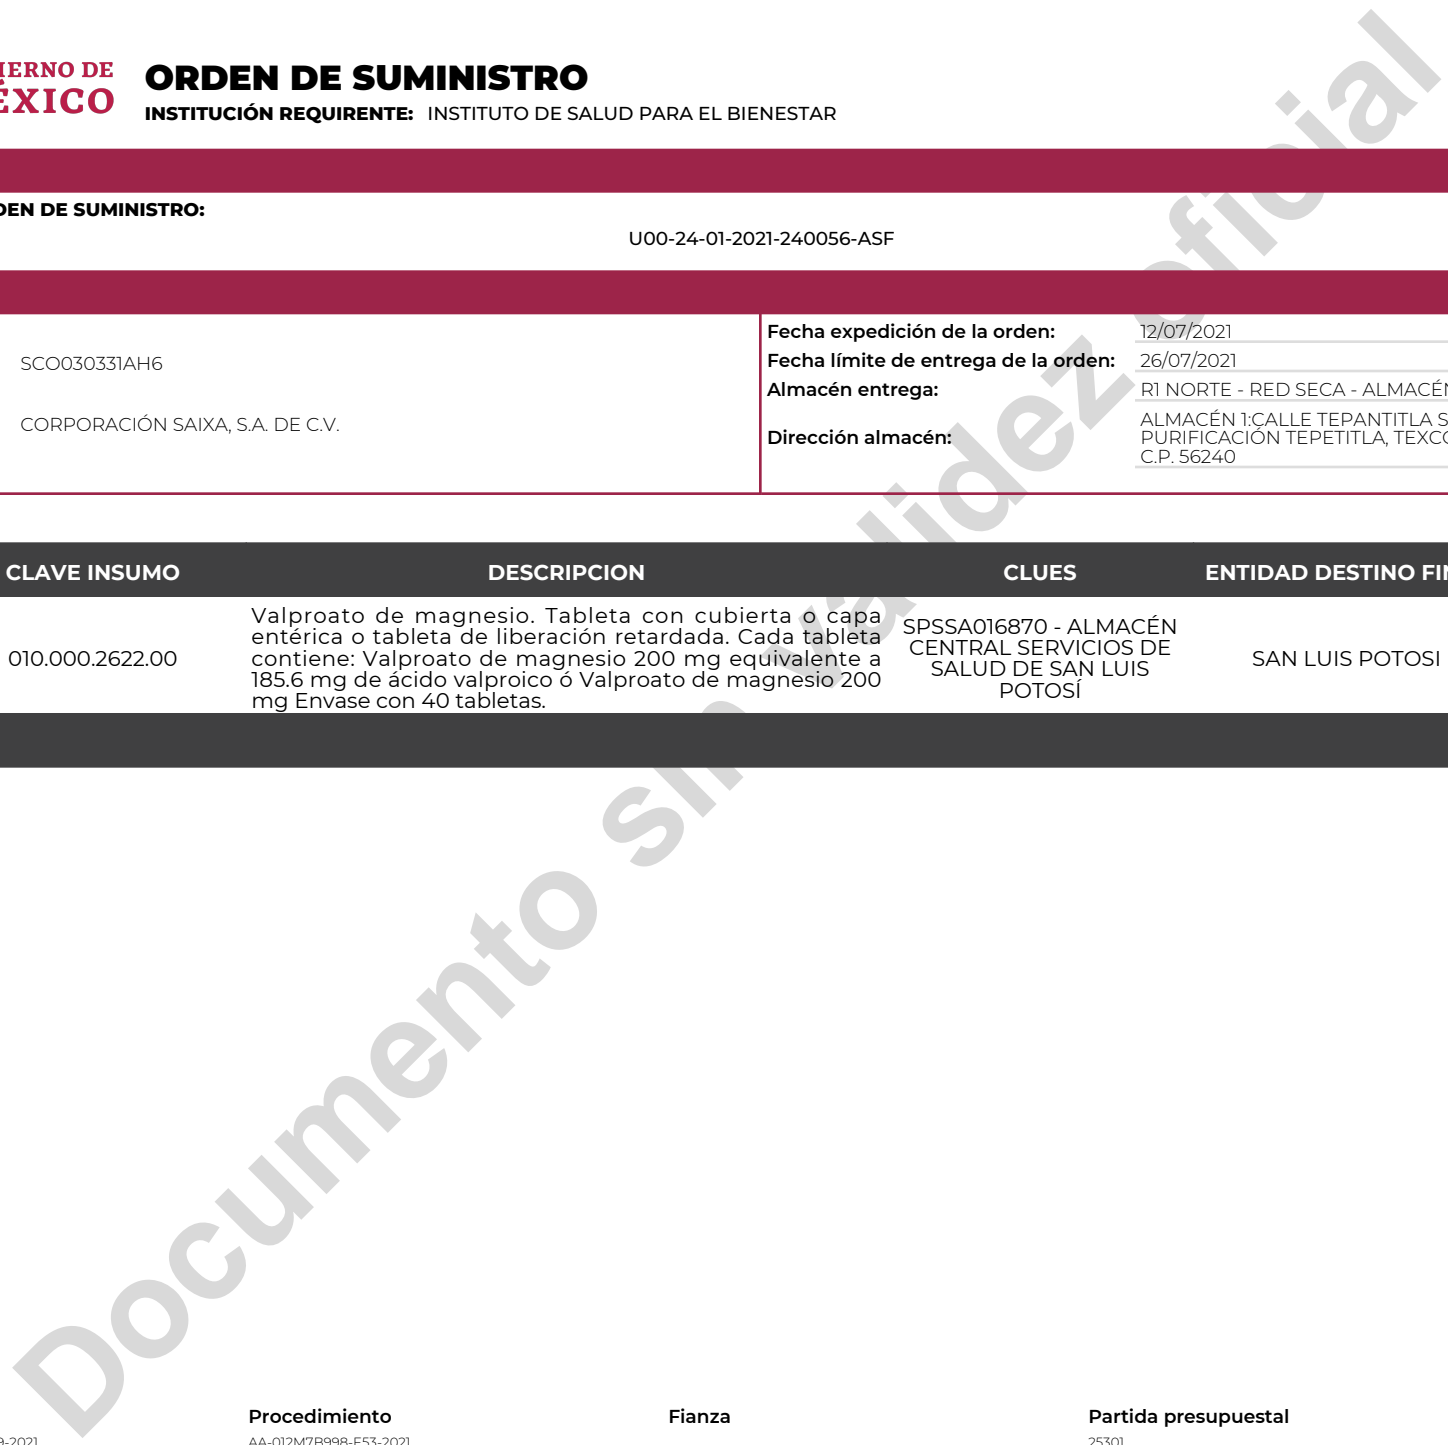 ORDEN DE SUMINISTRO
INSTITUCIÓN REQUIRENTE: INSTITUTO DE SALUD PARA EL BIENESTAR
DE
DE SUMINISTRO:
U00-24-01-2021-240056-ASF
SCO030331AH6
CORPORACIÓN SAIXA, S.A. DE C.V.
Fecha expedición de la orden: 12/07/2021
Fecha límite de entrega de la orden: 26/07/2021
Almacén entrega: R1 NORTE - RED SECA - ALMACÉN
Dirección almacén:
ALMACÉN 1:CALLE TEPANTITLA
PURIFICACIÓN TEPETITLA,
C.P. 56240
CLAVE INSUMO DESCRIPCION CLUES ENTIDAD DESTINO
010.000.2622.00
Valproato de magnesio. Tableta con cubierta o capa
entérica o tableta de liberación retardada. Cada tableta
contiene: Valproato de magnesio 200 mg equivalente a
185.6 mg de ácido valproico ó Valproato de magnesio 200
mg Envase con 40 tabletas.
SPSSA016870 - ALMACÉN
CENTRAL SERVICIOS DE
SALUD DE SAN LUIS
POTOSÍ
SAN LUIS POTOSI
Documento sin validez oficial
Procedimiento Fianza Partida presupuestal
AA-012M7B998-E53-2021 25301